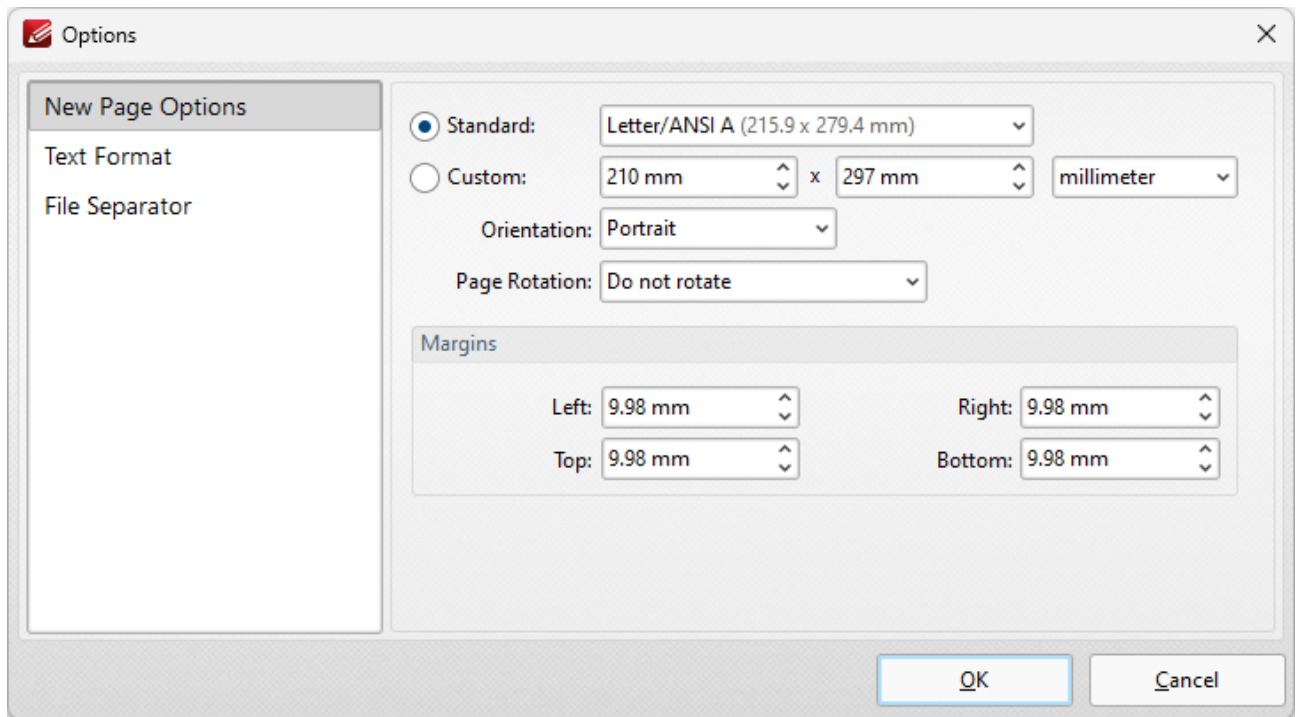 Options
New Page Options
Text Format
File Separator
Standard: Letter/ANSI A (215.9 x 279.4 mm)
Custom: 210 mm x 297 mm millimeter
Orientation: Portrait
Page Rotation: Do not rotate
Margins
Left: 9.98 mm Right: 9.98 mm
Top: 9.98 mm Bottom: 9.98 mm
OK Cancel